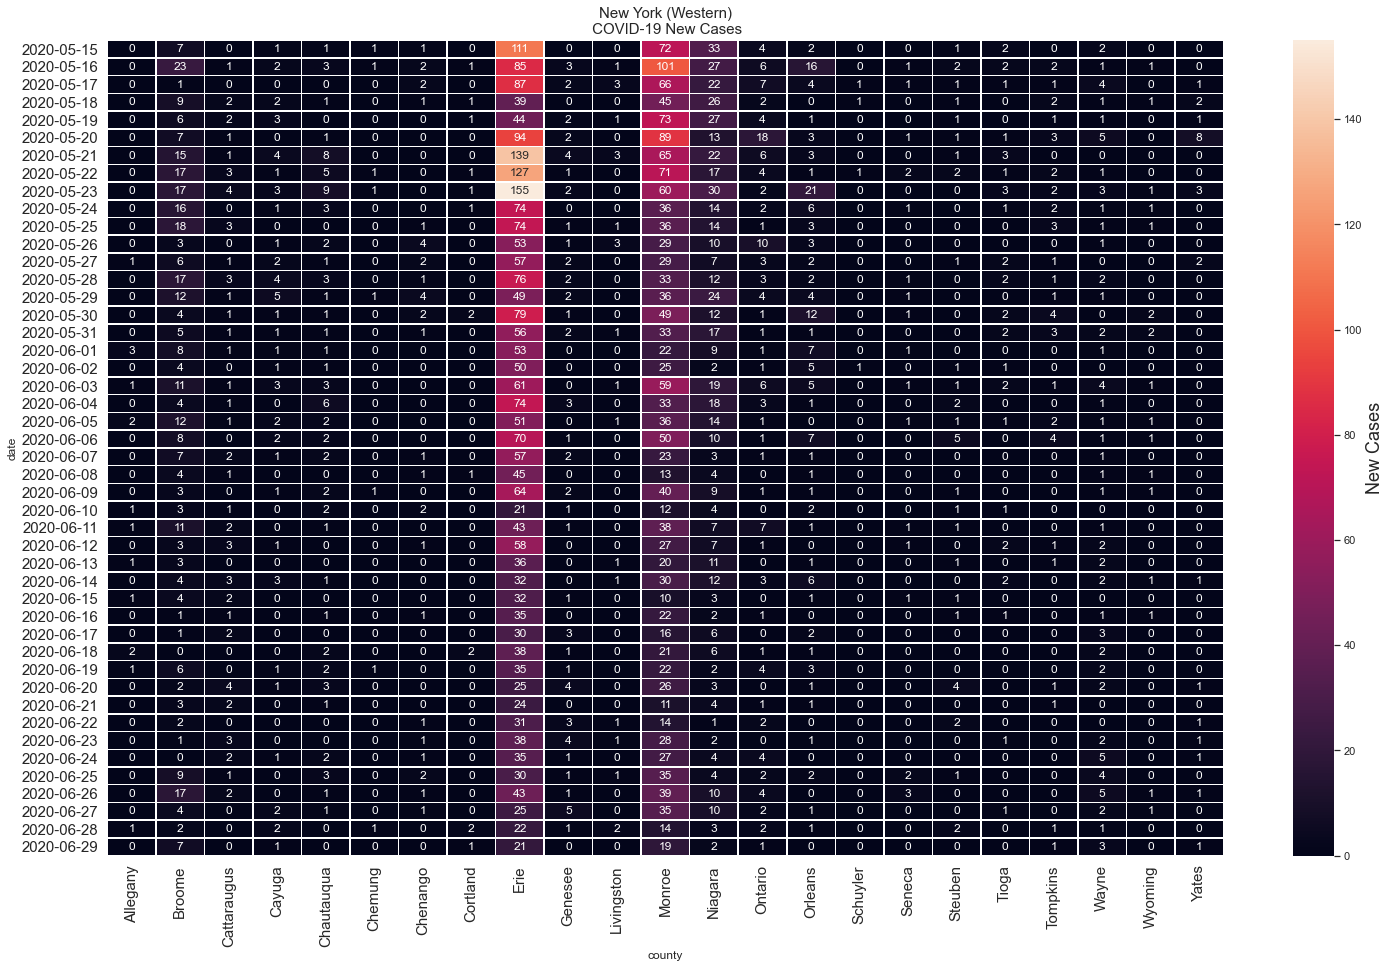 New York (Western)
COVID-19 New Cases
2020-05-15 0 7 0 1 1 1 1 0 111 0 0 72 33 4 2 0 0 1 2 0 2 0 0
2020-05-16 0 23 1 2 3 1 2 1 85 3 1 101 27 6 16 0 1 2 2 2 1 1 0
2020-05-17 0 1 0 0 0 0 2 0 87 2 3 66 22 7 4 1 1 1 1 1 4 0 1
2020-05-18 0 9 2 2 1 0 1 1 39 0 0 45 26 2 0 1 0 1 0 2 1 1 2
2020-05-19 0 6 2 3 0 0 0 1 44 2 1 73 27 4 1 0 0 1 0 1 1 0 1
2020-05-20 0 7 1 0 1 0 0 0 94 2 0 89 13 18 3 0 1 1 1 3 5 0 8
2020-05-21 0 15 1 4 8 0 0 0 139 4 3 65 22 6 3 0 0 1 3 0 0 0 0
2020-05-22 0 17 3 1 5 1 0 1 127 1 0 71 17 4 1 1 2 2 1 2 1 0 0
2020-05-23 0 17 4 3 9 1 0 1 155 2 0 60 30 2 21 0 0 0 3 2 3 1 3
2020-05-24 0 16 0 1 3 0 0 1 74 0 0 36 14 2 6 0 1 0 1 2 1 1 0
2020-05-25 0 18 3 0 0 0 1 0 74 1 1 36 14 1 3 0 0 0 0 3 1 1 0
2020-05-26 0 3 0 1 2 0 4 0 53 1 3 29 10 10 3 0 0 0 0 0 1 0 0
2020-05-27 1 6 1 2 1 0 2 0 57 2 0 29 7 3 2 0 0 1 2 1 0 0 2
2020-05-28 0 17 3 4 3 0 1 0 76 2 0 33 12 3 2 0 1 0 2 1 2 0 0
2020-05-29 0 12 1 5 1 1 4 0 49 2 0 36 24 4 4 0 1 0 0 1 1 0 0
2020-05-30 0 4 1 1 1 0 2 2 79 1 0 49 12 1 12 0 1 0 2 4 0 2 0
2020-05-31 0 5 1 1 1 0 1 0 56 2 1 33 17 1 1 0 0 0 2 3 2 2 0
2020-06-01 3 8 1 1 1 0 0 0 53 0 0 22 9 1 7 0 1 0 0 0 1 0 0
2020-06-02 0 4 0 1 1 0 0 0 50 0 0 25 2 1 5 1 0 1 1 0 0 0 0
2020-06-03 1 11 1 3 3 0 0 0 61 0 1 59 19 6 5 0 1 1 2 1 4 1 0
2020-06-04 0 4 1 0 6 0 0 0 74 3 0 33 18 3 1 0 0 2 0 0 1 0 0
2020-06-05 2 12 1 2 2 0 0 0 51 0 1 36 14 1 0 0 1 1 1 2 1 1 0
2020-06-06 0 8 0 2 2 0 0 0 70 1 0 50 10 1 7 0 0 5 0 4 1 1 0
2020-06-07 0 7 2 1 2 0 1 0 57 2 0 23 3 1 1 0 0 0 0 0 1 0 0
2020-06-08 0 4 1 0 0 0 1 1 45 0 0 13 4 0 1 0 0 0 0 0 1 1 0
2020-06-09 0 3 0 1 2 1 0 0 64 2 0 40 9 1 1 0 0 1 0 0 1 1 0
2020-06-10 1 3 1 0 2 0 2 0 21 1 0 12 4 0 2 0 0 1 1 0 0 0 0
2020-06-11 1 11 2 0 1 0 0 0 43 1 0 38 7 7 1 0 1 1 0 0 1 0 0
2020-06-12 0 3 3 1 0 0 1 0 58 0 0 27 7 1 0 0 1 0 2 1 2 0 0
2020-06-13 1 3 0 0 0 0 0 0 36 0 1 20 11 0 1 0 0 1 0 1 2 0 0
2020-06-14 0 4 3 3 1 0 0 0 32 0 1 30 12 3 6 0 0 0 2 0 2 1 1
2020-06-15 1 4 2 0 0 0 0 0 32 1 0 10 3 0 1 0 1 1 0 0 0 0 0
2020-06-16 0 1 1 0 1 0 1 0 35 0 0 22 2 1 0 0 0 1 1 0 1 1 0
2020-06-17 0 1 2 0 0 0 0 0 30 3 0 16 6 0 2 0 0 0 0 0 3 0 0
2020-06-18 2 0 0 0 2 0 0 2 38 1 0 21 6 1 1 0 0 0 0 0 2 0 0
2020-06-19 1 6 0 1 2 1 0 0 35 1 0 22 2 4 3 0 0 0 0 0 2 0 0
2020-06-20 0 2 4 1 3 0 0 0 25 4 0 26 3 0 1 0 0 4 0 1 2 0 1
2020-06-21 0 3 2 0 1 0 0 0 24 0 0 11 4 1 1 0 0 0 0 1 0 0 0
2020-06-22 0 2 0 0 0 0 1 0 31 3 1 14 1 2 0 0 0 2 0 0 0 0 1
2020-06-23 0 1 3 0 0 0 1 0 38 4 1 28 2 0 1 0 0 0 1 0 2 0 1
2020-06-24 0 0 2 1 2 0 1 0 35 1 0 27 4 4 0 0 0 0 0 0 5 0 1
2020-06-25 0 9 1 0 3 0 2 0 30 1 1 35 4 2 2 0 2 1 0 0 4 0 0
2020-06-26 0 17 2 0 1 0 1 0 43 1 0 39 10 4 0 0 3 0 0 0 5 1 1
2020-06-27 0 4 0 2 1 0 1 0 25 5 0 35 10 2 1 0 0 0 1 0 2 1 0
2020-06-28 1 2 0 2 0 1 0 2 22 1 2 14 3 2 1 0 0 2 0 1 1 0 0
2020-06-29 0 7 0 1 0 0 0 1 21 0 0 19 2 1 0 0 0 0 0 1 3 0 1
Allegany Broome Cattaraugus Cayuga Chautauqua Chemung Chenango Cortland Erie Genesee Livingston Monroe Niagara Ontario Orleans Schuyler Seneca Steuben Tioga Tompkins Wayne Wyoming Yates
county
date
140
120
100
80
60
40
20
0
New Cases